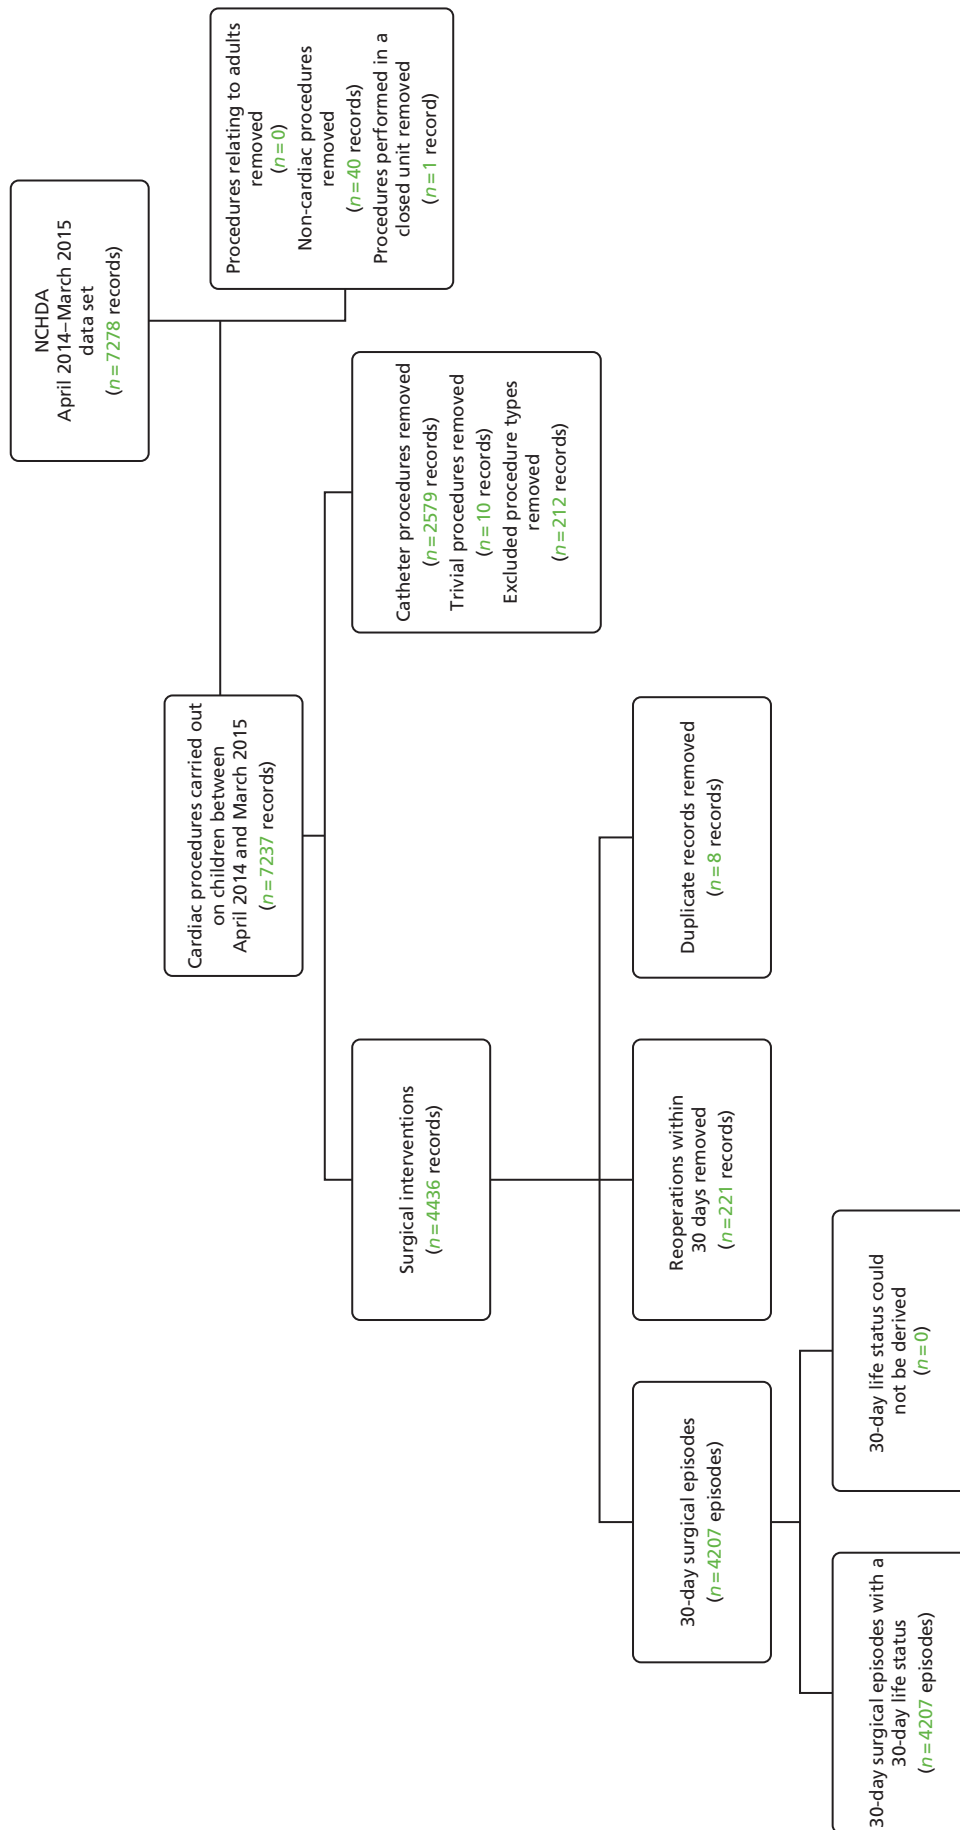 NCHDA
April 2014–March 2015
data set
(n=7278 records)
Procedures relating to adults
removed
(n=0)
Non-cardiac procedures
removed
(n=40 records)
Procedures performed in a
closed unit removed
(n=1 record)
Cardiac procedures carried out
on children between
April 2014 and March 2015
(n=7237 records)
Catheter procedures removed
(n=2579 records)
Trivial procedures removed
(n=10 records)
Excluded procedure types
removed
(n=212 records)
Surgical interventions
(n=4436 records)
Duplicate records removed
(n=8 records)
Reoperations within
30 days removed
(n=221 records)
30-day surgical episodes
(n=4207 episodes)
30-day life status could
not be derived
(n=0)
30-day surgical episodes with a
30-day life status
(n=4207 episodes)